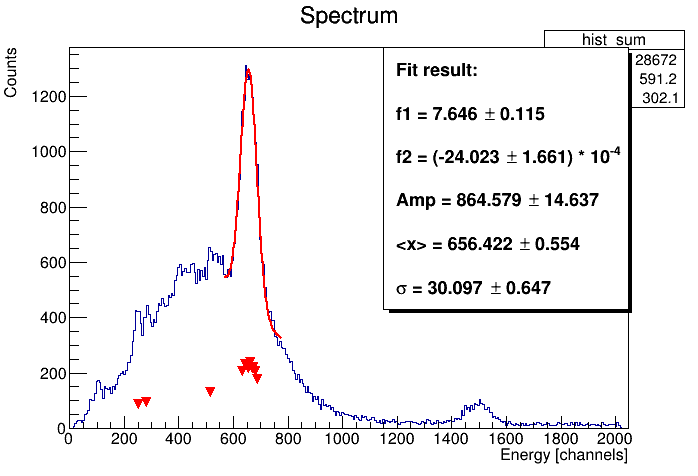 Spectrum
hist_sum
28672
591.2
302.1
Fit result:
f1 = 7.646 ± 0.115
f2 = (-24.023 ± 1.661) * 10⁻⁴
Amp = 864.579 ± 14.637
<x> = 656.422 ± 0.554
σ = 30.097 ± 0.647
Counts
1200
1000
800
600
400
200
0
0 200 400 600 800 1000 1200 1400 1600 1800 2000
Energy [channels]